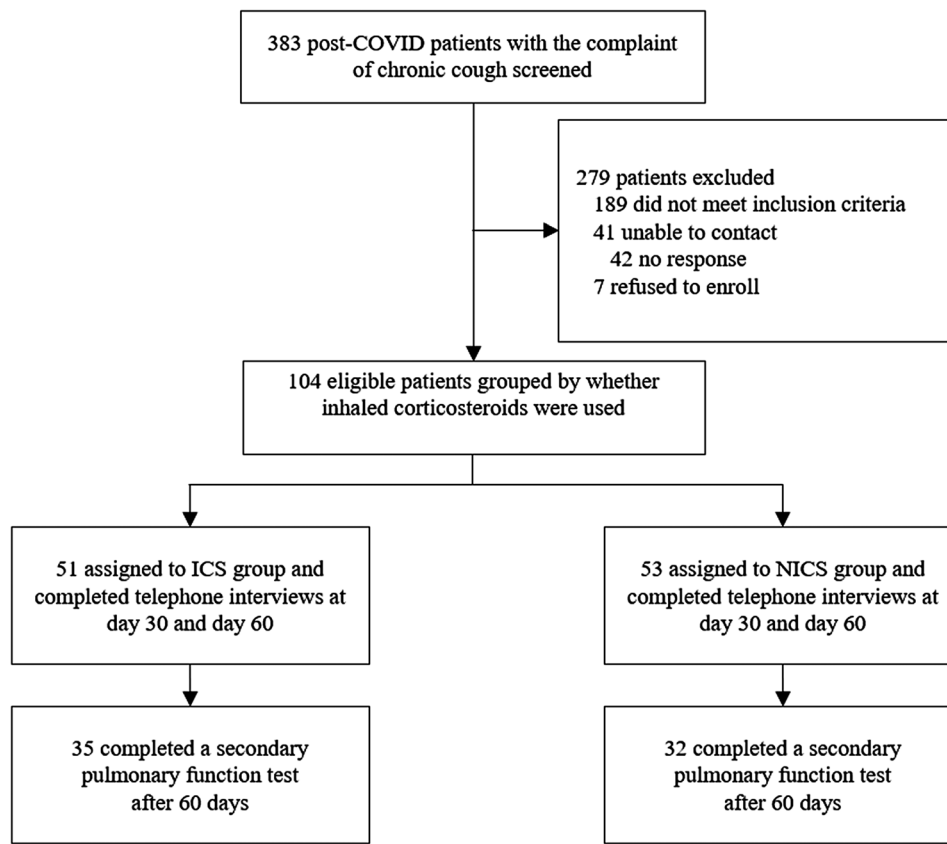 383 post-COVID patients with the complaint
of chronic cough screened
279 patients excluded
189 did not meet inclusion criteria
41 unable to contact
42 no response
7 refused to enroll
104 eligible patients grouped by whether
inhaled corticosteroids were used
51 assigned to ICS group and
completed telephone interviews at
day 30 and day 60
53 assigned to NICS group and
completed telephone interviews at
day 30 and day 60
35 completed a secondary
pulmonary function test
after 60 days
32 completed a secondary
pulmonary function test
after 60 days